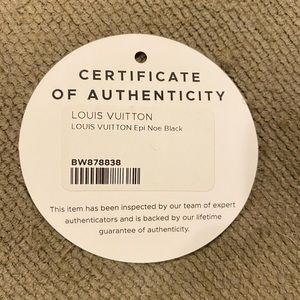 CERTIFICATE
OF AUTHENTICITY
LOUIS VUITTON
LOUIS VUITTON Epi Noe Black
BW878838
This item has been inspected by our team of expert
authenticators and is backed by our lifetime
guarantee of authenticity.